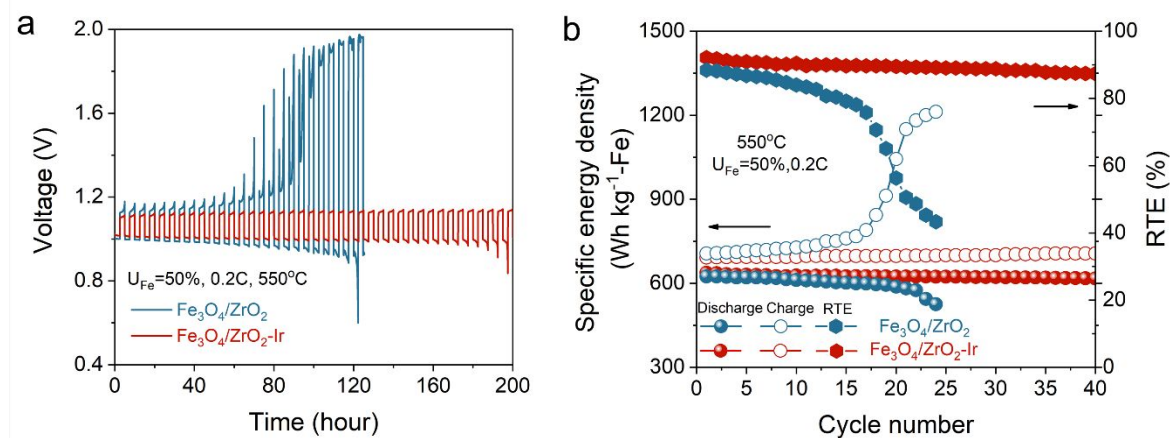 a
2.0
1.6
1.2
0.8
0.4
Voltage (V)
U_Fe=50%, 0.2C, 550°C
Fe₃O₄/ZrO₂
Fe₃O₄/ZrO₂-Ir
0 40 80 120 160 200
Time (hour)
b
1500
1200
900
600
300
Specific energy density
(Wh kg⁻¹-Fe)
100
80
60
40
20
0
RTE (%)
550°C
U_Fe=50%,0.2C
Discharge Charge RTE
Fe₃O₄/ZrO₂
Fe₃O₄/ZrO₂-Ir
0 5 10 15 20 25 30 35 40
Cycle number